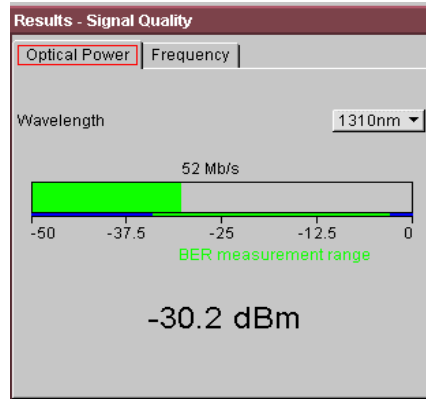 Results - Signal Quality
Optical Power Frequency
Wavelength 1310nm
52 Mb/s
-50 -37.5 -25 -12.5 0
BER measurement range
-30.2 dBm